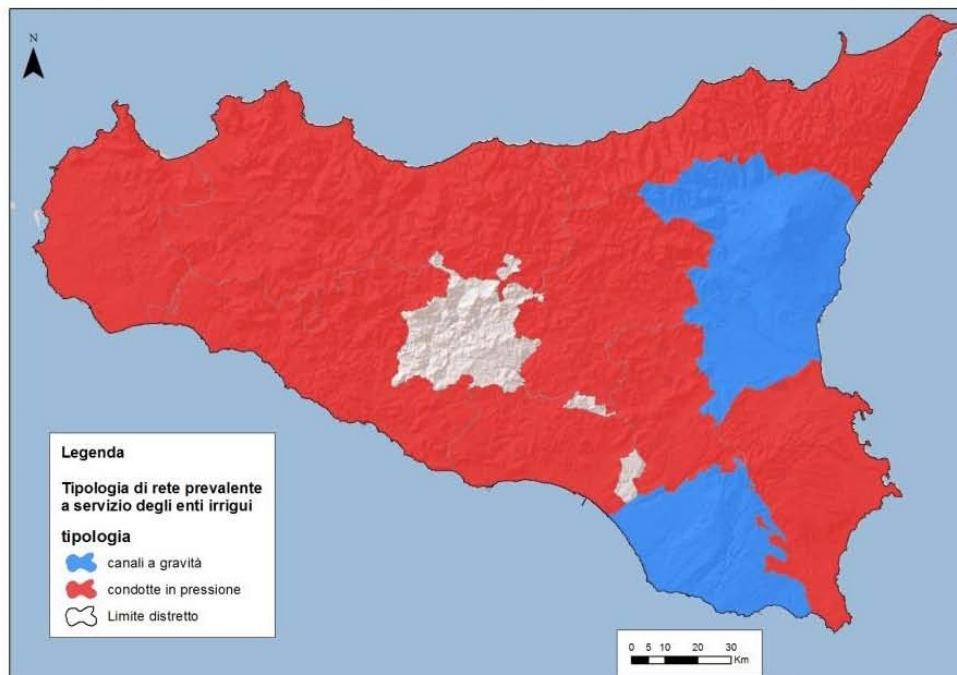 N
Legenda
Tipologia di rete prevalente
a servizio degli enti irrigui
tipologia
canali a gravità
condotte in pressione
Limite distretto
0 5 10 20 30
Km